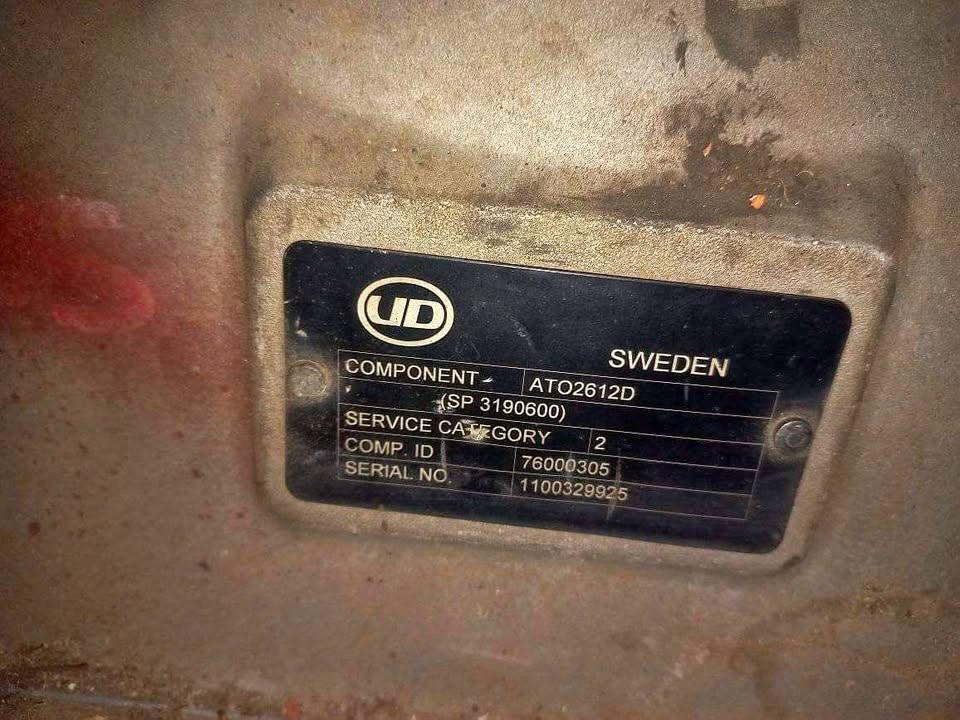 UD
SWEDEN
COMPONENT ATO2612D
(SP 3190600)
SERVICE CATEGORY 2
COMP. ID 76000305
SERIAL NO. 1100329925